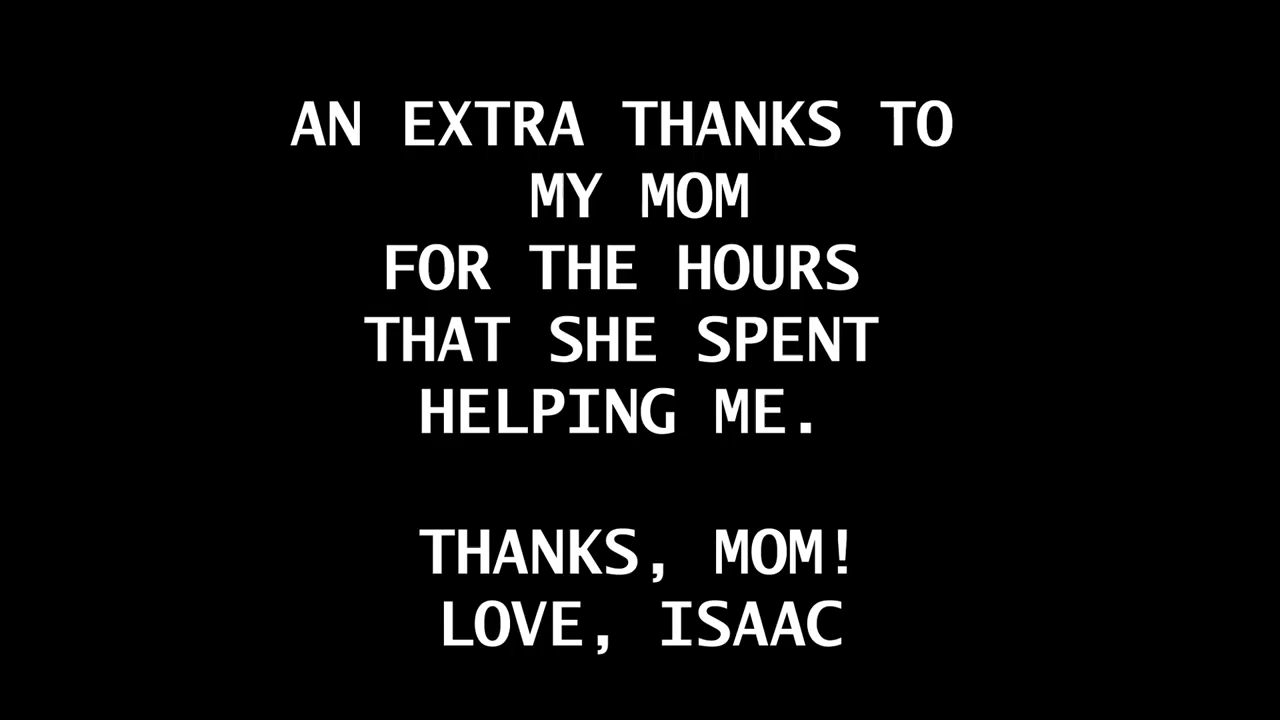 AN EXTRA THANKS TO
MY MOM
FOR THE HOURS
THAT SHE SPENT
HELPING ME.
THANKS, MOM!
LOVE, ISAAC